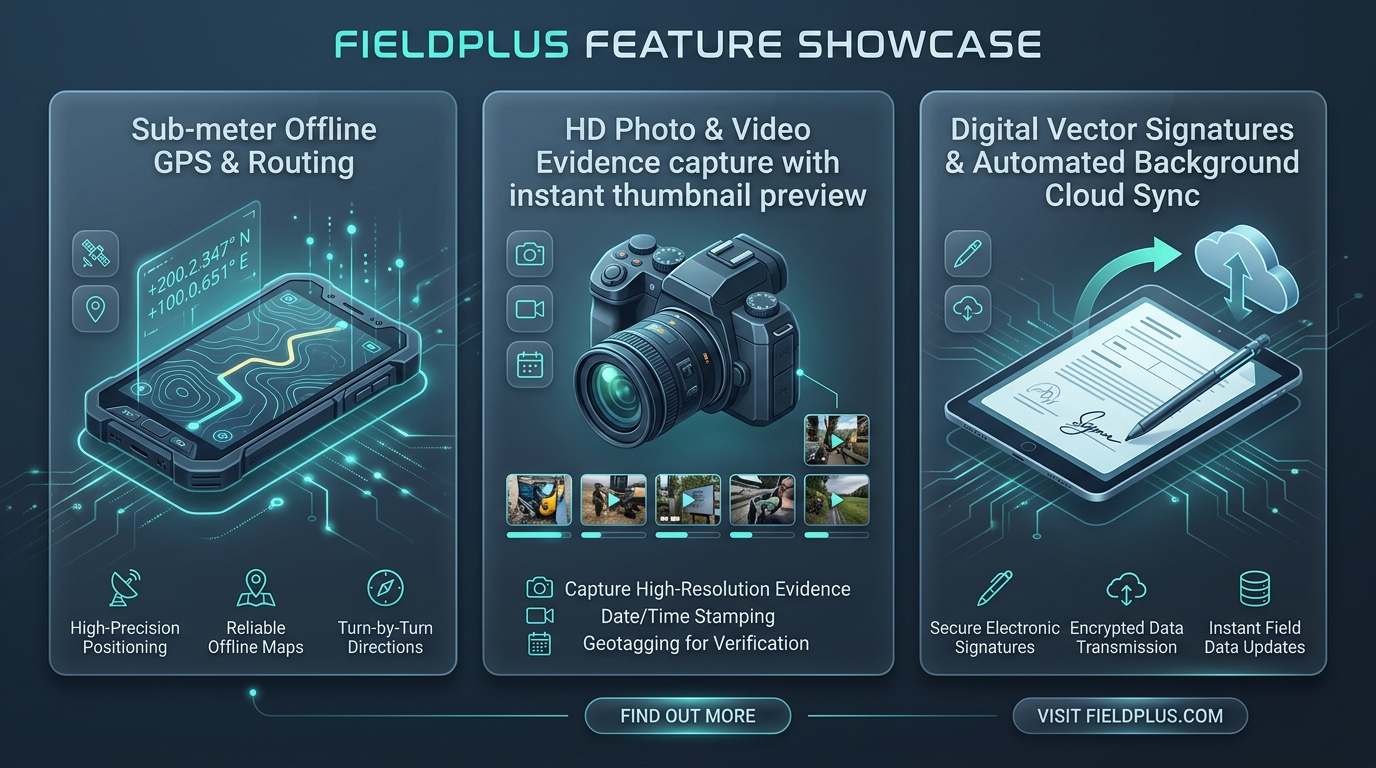 FIELDPLUS FEATURE SHOWCASE
Sub-meter Offline
GPS & Routing
+200.2.347° N
+100.0.651° E
High-Precision
Positioning
Reliable
Offline Maps
Turn-by-Turn
Directions
HD Photo & Video
Evidence capture with
instant thumbnail preview
Capture High-Resolution Evidence
Date/Time Stamping
Geotagging for Verification
Digital Vector Signatures
& Automated Background
Cloud Sync
Secure Electronic
Signatures
Encrypted Data
Transmission
Instant Field
Data Updates
FIND OUT MORE
VISIT FIELDPLUS.COM